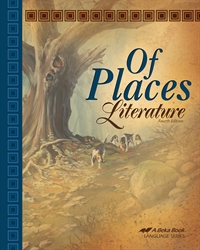 Of
Places
Literature
Fourth Edition
A Beka Book
LANGUAGE SERIES